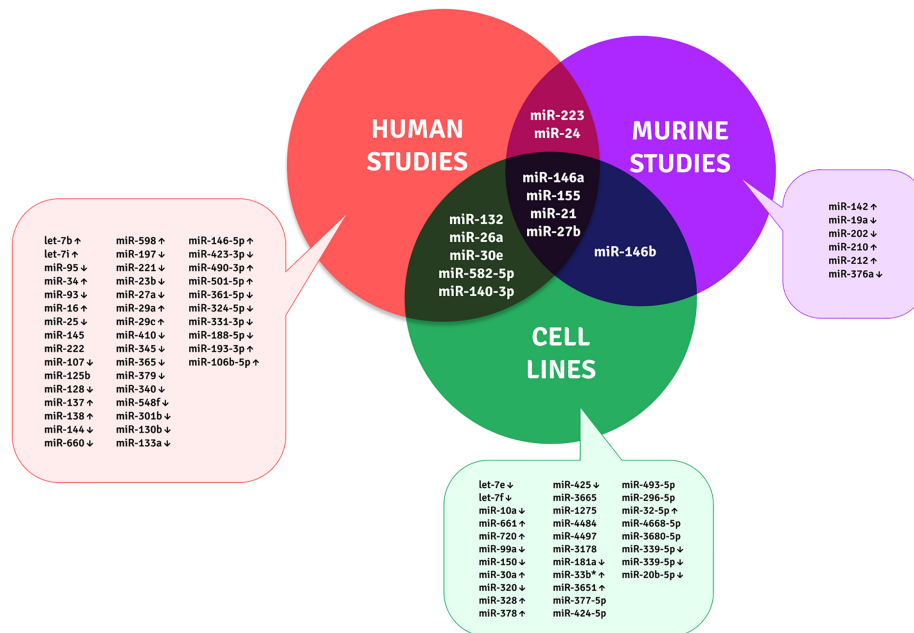 HUMAN
STUDIES
MURINE
STUDIES
CELL
LINES
miR-223
miR-24
miR-146a
miR-155
miR-21
miR-27b
miR-132
miR-26a
miR-30e
miR-582-5p
miR-140-3p
miR-146b
let-7b ↑
let-7i ↑
miR-95 ↓
miR-34 ↑
miR-93 ↓
miR-16 ↑
miR-25 ↓
miR-145
miR-222
miR-107 ↓
miR-125b
miR-128 ↓
miR-137 ↑
miR-138 ↑
miR-144 ↓
miR-660 ↓
miR-598 ↑
miR-197 ↓
miR-221 ↓
miR-23b ↓
miR-27a ↓
miR-29a ↑
miR-29c ↑
miR-410 ↓
miR-345 ↓
miR-365 ↓
miR-379 ↓
miR-340 ↓
miR-548f ↓
miR-301b ↓
miR-130b ↓
miR-133a ↓
miR-146-5p ↑
miR-423-3p ↓
miR-490-3p ↑
miR-501-5p ↑
miR-361-5p ↓
miR-324-5p ↓
miR-331-3p ↓
miR-188-5p ↓
miR-193-3p ↑
miR-106b-5p ↑
miR-142 ↑
miR-19a ↓
miR-202 ↓
miR-210 ↑
miR-212 ↑
miR-376a ↓
let-7e ↓
let-7f ↓
miR-10a ↓
miR-661 ↑
miR-720 ↑
miR-99a ↓
miR-150 ↓
miR-30a ↑
miR-320 ↓
miR-328 ↑
miR-378 ↑
miR-425 ↓
miR-3665
miR-1275
miR-4484
miR-4497
miR-3178
miR-181a ↓
miR-33b* ↑
miR-3651 ↑
miR-377-5p
miR-424-5p
miR-493-5p
miR-296-5p
miR-32-5p ↑
miR-4668-5p
miR-3680-5p
miR-339-5p ↓
miR-339-5p ↓
miR-20b-5p ↓